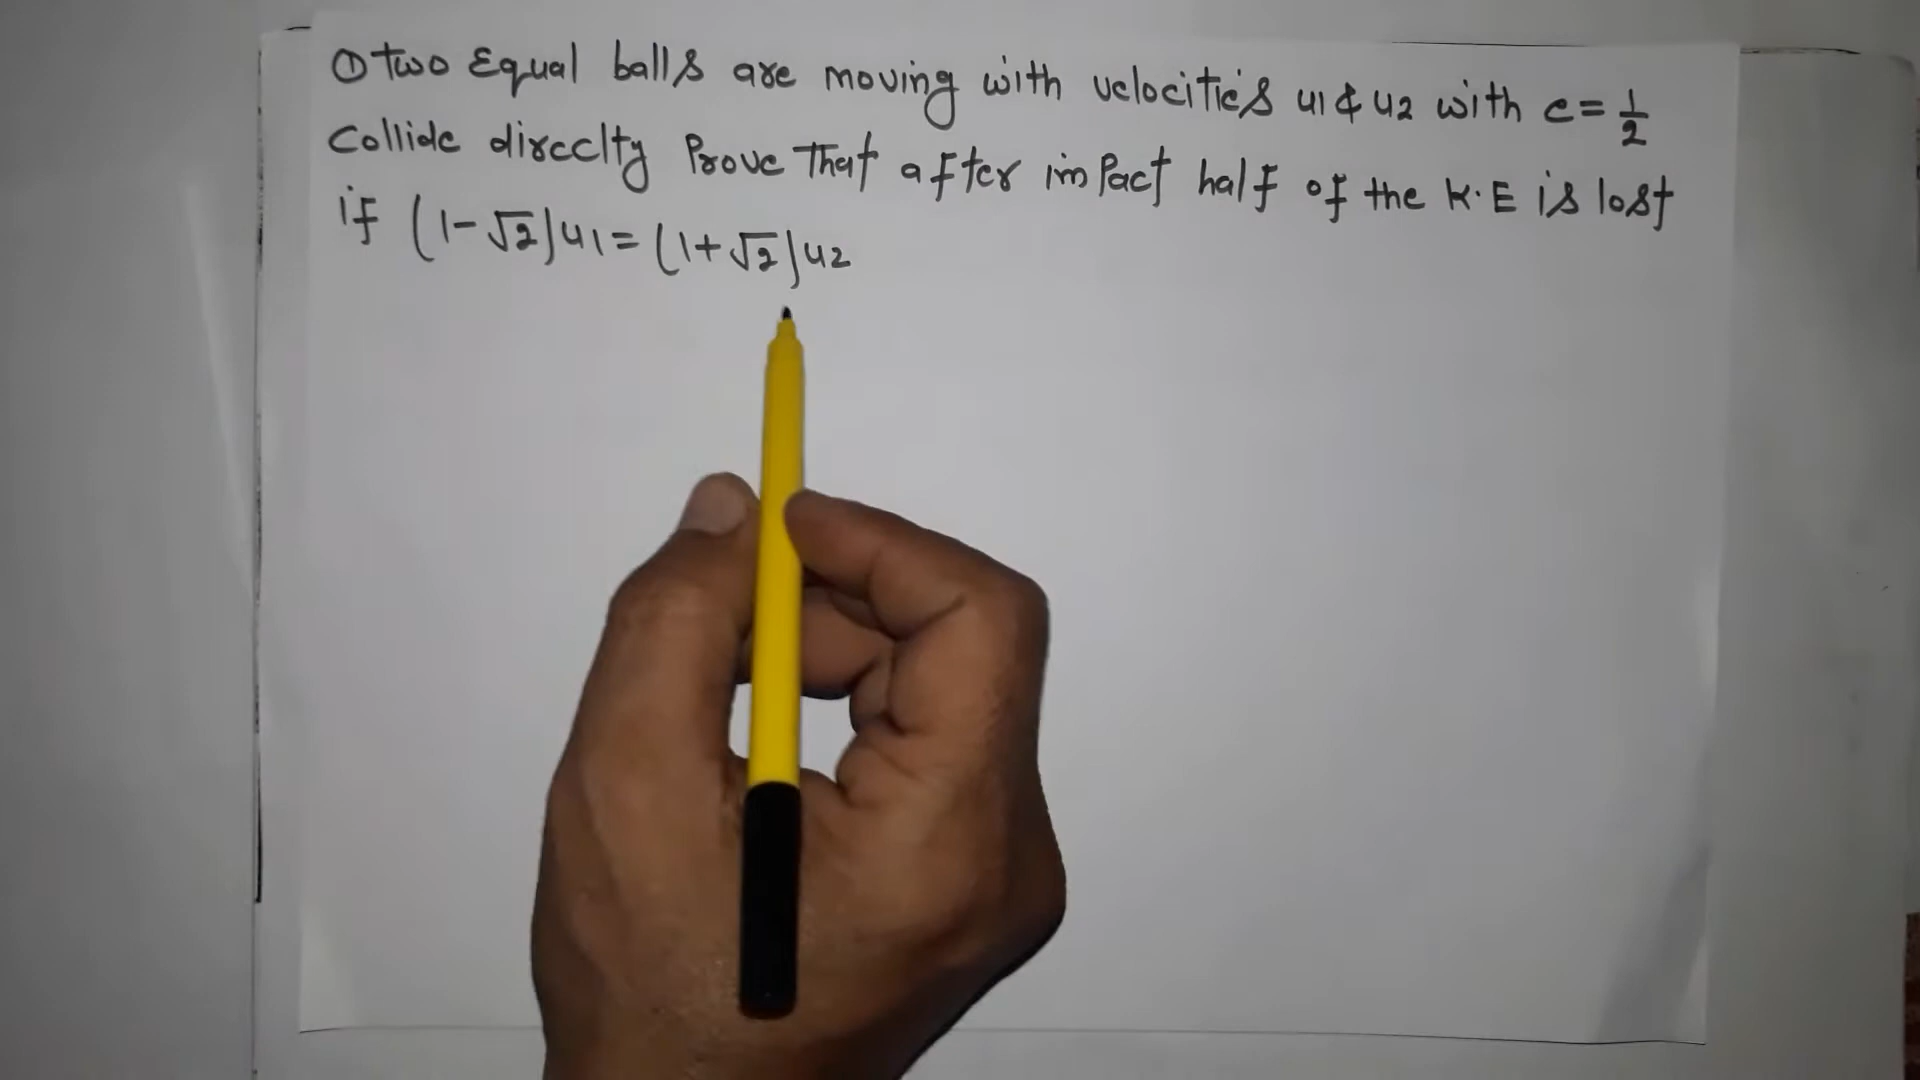 ① two Equal balls are moving with velocities u1 & u2 with e = 1/2
Collide direclty Prove That after imPact half of the K.E is lost
if (1-√2)u1 = (1+√2)u2